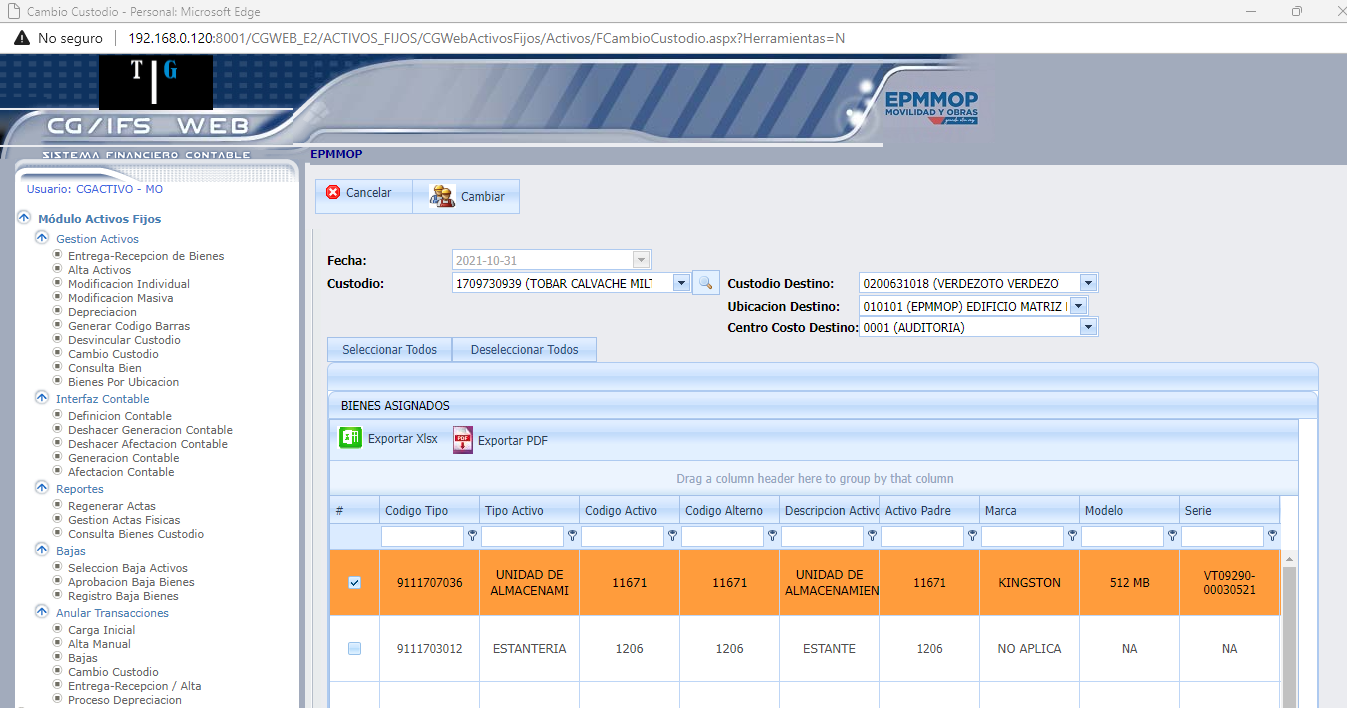 Cambio Custodio - Personal: Microsoft Edge
No seguro 192.168.0.120:8001/CGWEB_E2/ACTIVOS_FIJOS/CGWebActivosFijos/Activos/FCambioCustodio.aspx?Herramientas=N
T|G
CG/IFS WEB
SISTEMA FINANCIERO CONTABLE
EPMMOP
MOVILIDAD Y OBRAS
EPMMOP
Usuario: CGACTIVO - MO
Módulo Activos Fijos
Gestion Activos
Entrega-Recepcion de Bienes
Alta Activos
Modificacion Individual
Modificacion Masiva
Depreciacion
Generar Codigo Barras
Desvincular Custodio
Cambio Custodio
Consulta Bien
Bienes Por Ubicacion
Interfaz Contable
Definicion Contable
Deshacer Generacion Contable
Deshacer Afectacion Contable
Generacion Contable
Afectacion Contable
Reportes
Regenerar Actas
Gestion Actas Fisicas
Consulta Bienes Custodio
Bajas
Seleccion Baja Activos
Aprobacion Baja Bienes
Registro Baja Bienes
Anular Transacciones
Carga Inicial
Alta Manual
Bajas
Cambio Custodio
Entrega-Recepcion / Alta
Proceso Depreciacion
Cancelar Cambiar
Fecha: 2021-10-31
Custodio: 1709730939 (TOBAR CALVACHE MILT Custodio Destino: 0200631018 (VERDEZOTO VERDEZO
Ubicacion Destino: 010101 (EPMMOP) EDIFICIO MATRIZ
Centro Costo Destino: 0001 (AUDITORIA)
Seleccionar Todos Deseleccionar Todos
BIENES ASIGNADOS
Exportar Xlsx PDF Exportar PDF
Drag a column header here to group by that column
# Codigo Tipo Tipo Activo Codigo Activo Codigo Alterno Descripcion Activo Activo Padre Marca Modelo Serie
9111707036 UNIDAD DE ALMACENAMI 11671 11671 UNIDAD DE ALMACENAMIEN 11671 KINGSTON 512 MB VT09290-00030521
9111703012 ESTANTERIA 1206 1206 ESTANTE 1206 NO APLICA NA NA